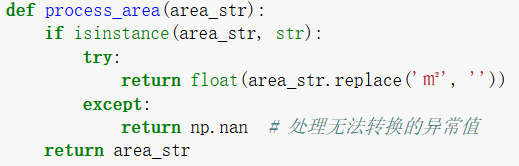 def process_area(area_str):
    if isinstance(area_str, str):
        try:
            return float(area_str.replace('㎡', ''))
        except:
            return np.nan  # 处理无法转换的异常值
    return area_str